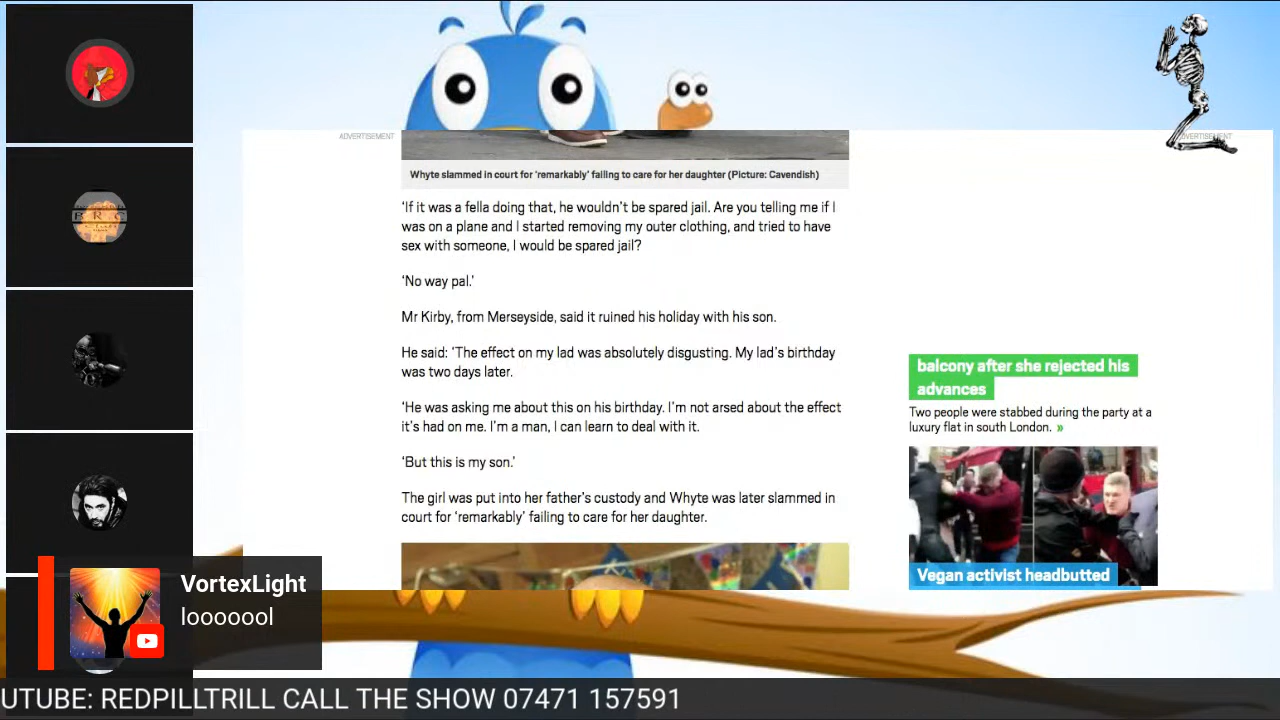 ADVERTISEMENT
Whyte slammed in court for 'remarkably' failing to care for her daughter (Picture: Cavendish)
'If it was a fella doing that, he wouldn't be spared jail. Are you telling me if I
was on a plane and I started removing my outer clothing, and tried to have
sex with someone, I would be spared jail?
'No way pal.'
Mr Kirby, from Merseyside, said it ruined his holiday with his son.
He said: 'The effect on my lad was absolutely disgusting. My lad's birthday
was two days later.
'He was asking me about this on his birthday. I'm not arsed about the effect
it's had on me. I'm a man, I can learn to deal with it.
'But this is my son.'
The girl was put into her father's custody and Whyte was later slammed in
court for 'remarkably' failing to care for her daughter.
balcony after she rejected his
advances
Two people were stabbed during the party at a
luxury flat in south London. »
Vegan activist headbutted
VortexLight
looooool
UTUBE: REDPILLTRILL CALL THE SHOW 07471 157591